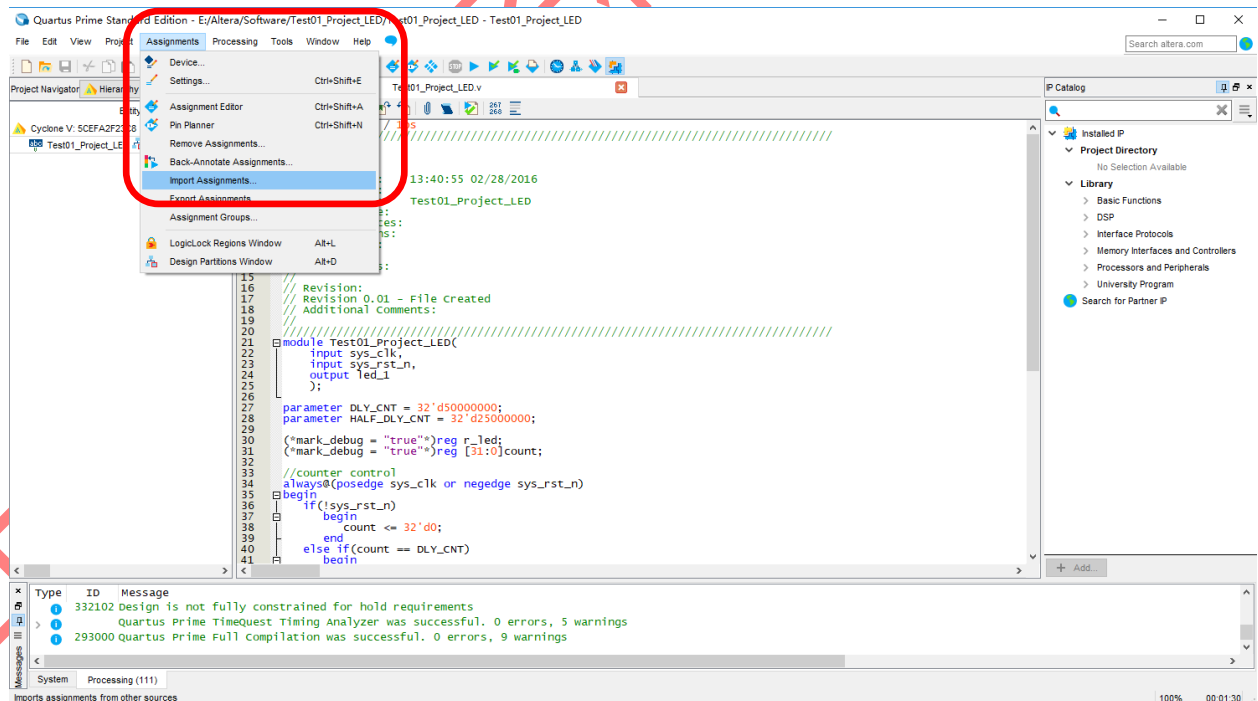 Quartus Prime Standard Edition - E:/Altera/Software/Test01_Project_LED/Test01_Project_LED - Test01_Project_LED
File Edit View Project Assignments Processing Tools Window Help
Search altera.com
Device...
Settings... Ctrl+Shift+E
Assignment Editor Ctrl+Shift+A
Pin Planner Ctrl+Shift+N
Remove Assignments...
Back-Annotate Assignments...
Import Assignments...
Export Assignments...
Assignment Groups...
LogicLock Regions Window Alt+L
Design Partitions Window Alt+D
Project Navigator Hierarchy
Entity
Cyclone V: 5CEFA2F23C8
Test01_Project_LED
Test01_Project_LED.v
267
268
13:40:55 02/28/2016
Test01_Project_LED
15 //
16 // Revision:
17 // Revision 0.01 - File Created
18 // Additional Comments:
19 //
20 //////////////////////////////////////////////////////////////////////////////////
21 module Test01_Project_LED(
22 input sys_clk,
23 input sys_rst_n,
24 output led_1
25 );
26
27 parameter DLY_CNT = 32'd50000000;
28 parameter HALF_DLY_CNT = 32'd25000000;
29
30 (*mark_debug = "true"*)reg r_led;
31 (*mark_debug = "true"*)reg [31:0]count;
32
33 //counter control
34 always@(posedge sys_clk or negedge sys_rst_n)
35 begin
36 if(!sys_rst_n)
37 begin
38 count <= 32'd0;
39 end
40 else if(count == DLY_CNT)
41 begin
IP Catalog
Installed IP
Project Directory
No Selection Available
Library
Basic Functions
DSP
Interface Protocols
Memory Interfaces and Controllers
Processors and Peripherals
University Program
Search for Partner IP
+ Add...
Type ID Message
332102 Design is not fully constrained for hold requirements
Quartus Prime TimeQuest Timing Analyzer was successful. 0 errors, 5 warnings
293000 Quartus Prime Full Compilation was successful. 0 errors, 9 warnings
Messages
System Processing (111)
Imports assignments from other sources
100% 00:01:30